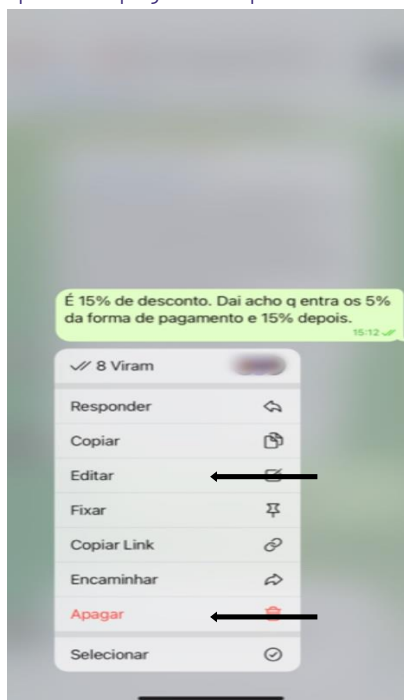 É 15% de desconto. Dai acho q entra os 5%
da forma de pagamento e 15% depois.
15:12
8 Viram
Responder
Copiar
Editar
Fixar
Copiar Link
Encaminhar
Apagar
Selecionar